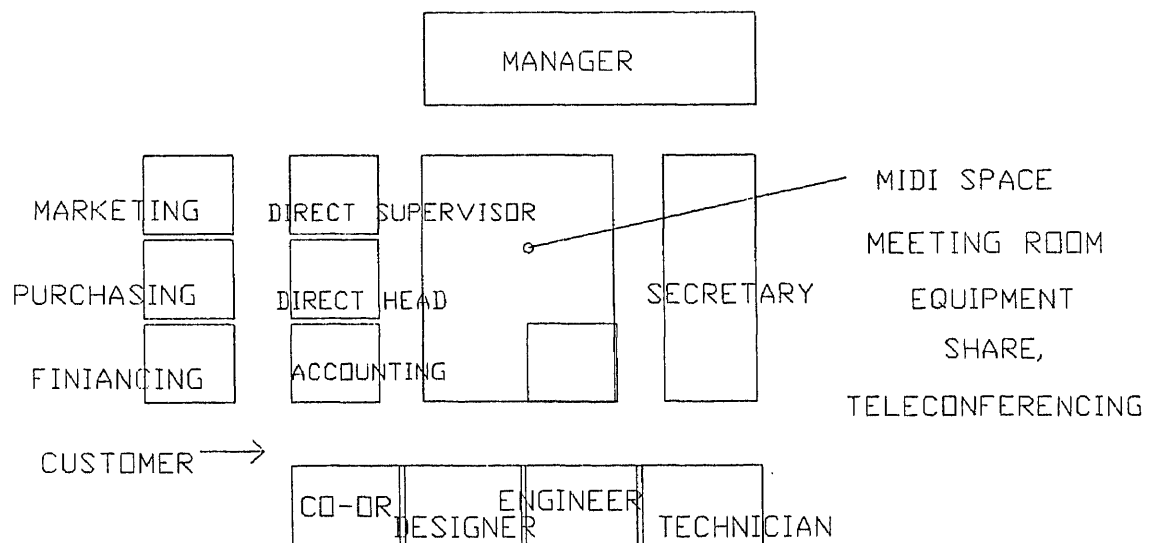 MANAGER
MIDI SPACE
MARKETING
DIRECT SUPERVISOR
MEETING ROOM
PURCHASING
DIRECT HEAD
SECRETARY
EQUIPMENT
SHARE,
FINIANCING
ACCOUNTING
TELECONFERENCING
CUSTOMER
CO-OR
DESIGNER
ENGINEER
TECHNICIAN